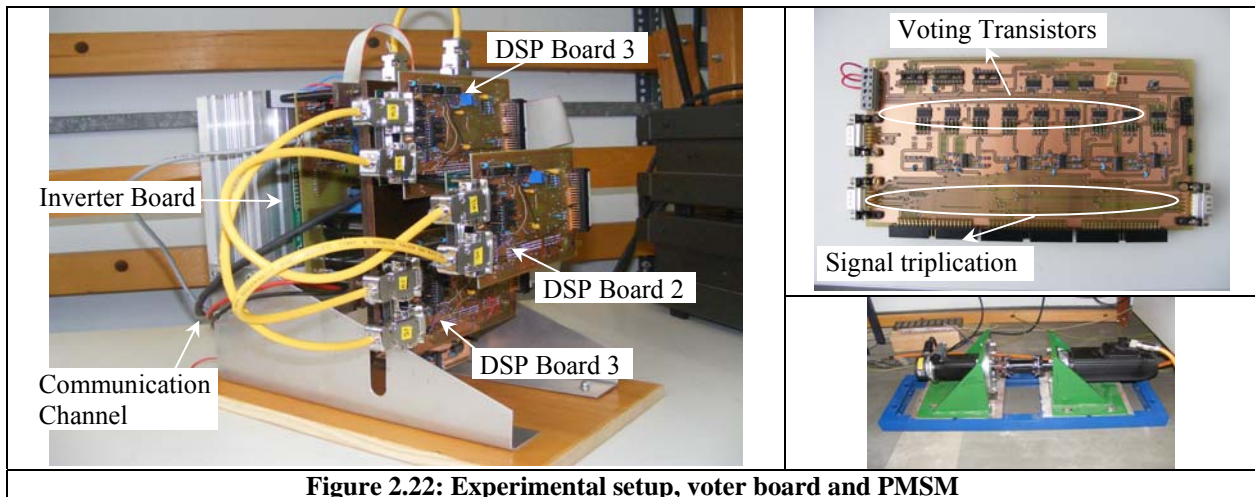 DSP Board 3
Inverter Board
DSP Board 2
DSP Board 3
Communication
Channel
Voting Transistors
Signal triplication
Figure 2.22: Experimental setup, voter board and PMSM